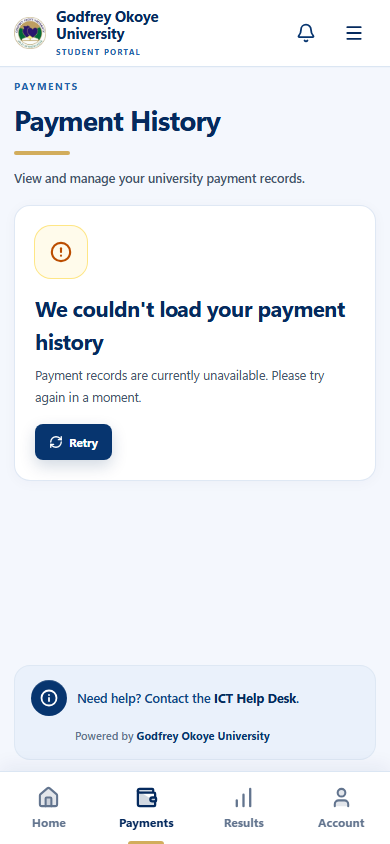 Godfrey Okoye
University
STUDENT PORTAL
PAYMENTS
Payment History
View and manage your university payment records.
We couldn't load your payment
history
Payment records are currently unavailable. Please try
again in a moment.
Retry
Need help? Contact the ICT Help Desk.
Powered by Godfrey Okoye University
Home
Payments
Results
Account